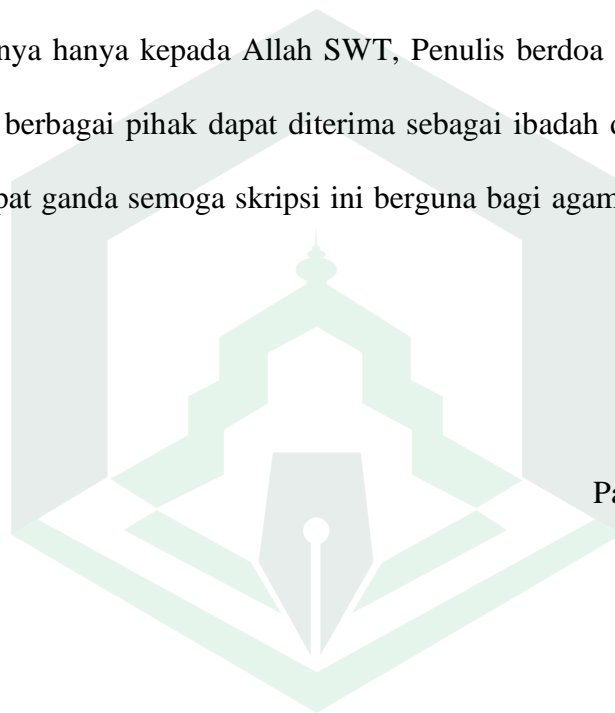 nya hanya kepada Allah SWT, Penulis berdoa
berbagai pihak dapat diterima sebagai ibadah
pat ganda semoga skripsi ini berguna bagi agam
Pa